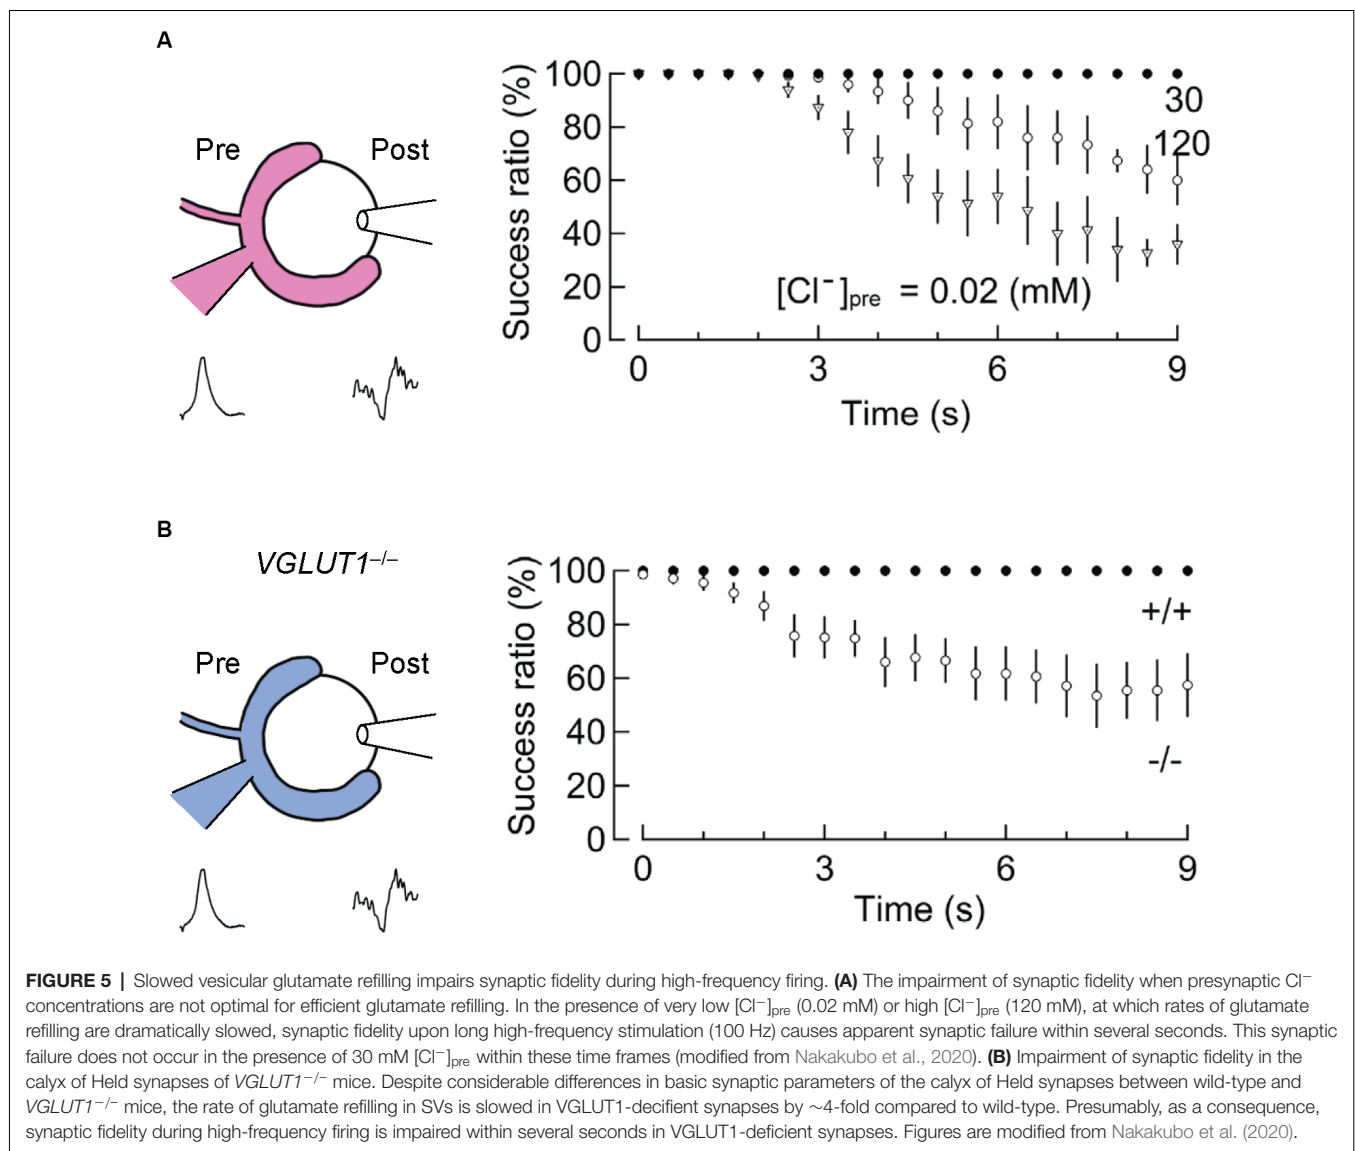 A
Pre
Post
Success ratio (%)
100
80
60
40
20
0
30
120
[Cl⁻]pre = 0.02 (mM)
0
3
6
9
Time (s)
B
VGLUT1–/–
Pre
Post
Success ratio (%)
100
80
60
40
20
0
+/+
-/-
0
3
6
9
Time (s)
FIGURE 5 | Slowed vesicular glutamate refilling impairs synaptic fidelity during high-frequency firing. (A) The impairment of synaptic fidelity when presynaptic Cl−
concentrations are not optimal for efficient glutamate refilling. In the presence of very low [Cl−]pre (0.02 mM) or high [Cl−]pre (120 mM), at which rates of glutamate
refilling are dramatically slowed, synaptic fidelity upon long high-frequency stimulation (100 Hz) causes apparent synaptic failure within several seconds. This synaptic
failure does not occur in the presence of 30 mM [Cl−]pre within these time frames (modified from Nakakubo et al., 2020). (B) Impairment of synaptic fidelity in the
calyx of Held synapses of VGLUT1−/− mice. Despite considerable differences in basic synaptic parameters of the calyx of Held synapses between wild-type and
VGLUT1−/− mice, the rate of glutamate refilling in SVs is slowed in VGLUT1-decifient synapses by ∼4-fold compared to wild-type. Presumably, as a consequence,
synaptic fidelity during high-frequency firing is impaired within several seconds in VGLUT1-deficient synapses. Figures are modified from Nakakubo et al. (2020).